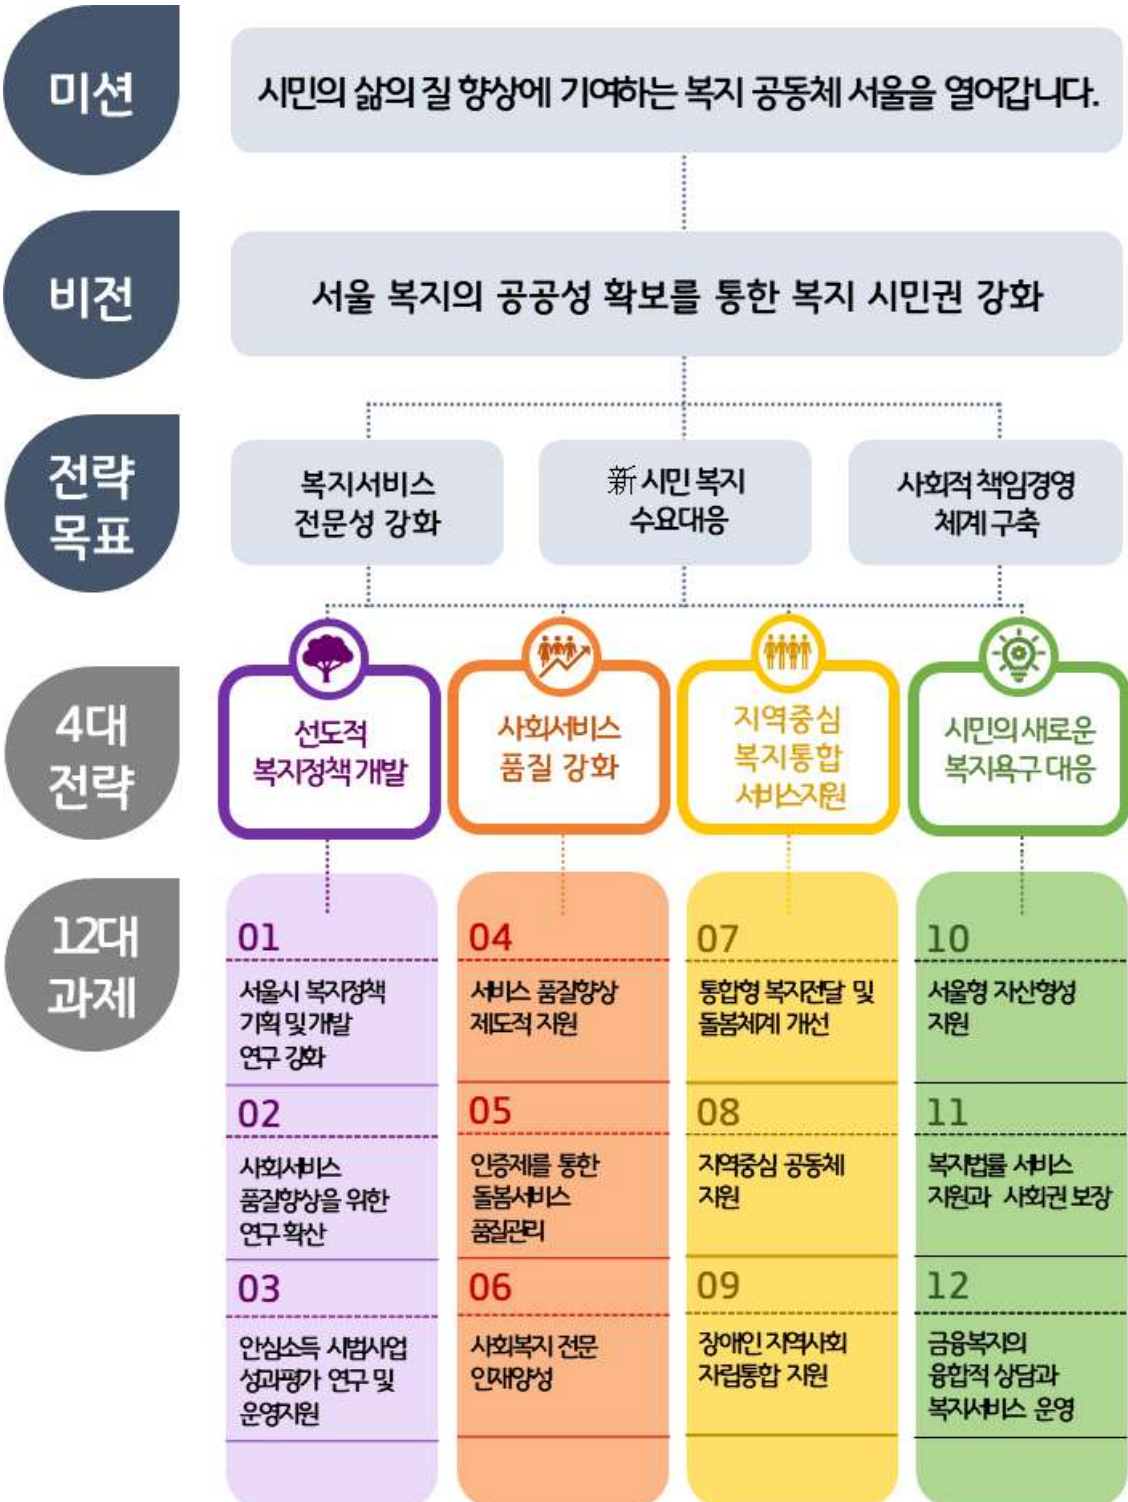 미션
시민의 삶의 질 향상에 기여하는 복지 공동체 서울을 열어갑니다.
비전
서울 복지의 공공성 확보를 통한 복지 시민권 강화
전략
목표
복지서비스
전문성 강화
新 시민 복지
수요대응
사회적 책임경영
체계 구축
4대
전략
선도적
복지정책 개발
사회서비스
품질 강화
지역중심
복지통합
서비스지원
시민의 새로운
복지욕구 대응
12대
과제
01
서울시 복지정책
기획 및 개발
연구 강화
02
사회서비스
품질향상을 위한
연구 확산
03
안심소득 시범사업
성과평가 연구 및
운영지원
04
서비스 품질향상
제도적 지원
05
인증제를 통한
돌봄서비스
품질관리
06
사회복지 전문
인재양성
07
통합형 복지전달 및
돌봄체계 개선
08
지역중심 공동체
지원
09
장애인 지역사회
자립통합 지원
10
서울형 자산형성
지원
11
복지법률 서비스
지원과 사회권 보장
12
금융복지의
융합적 상담과
복지서비스 운영